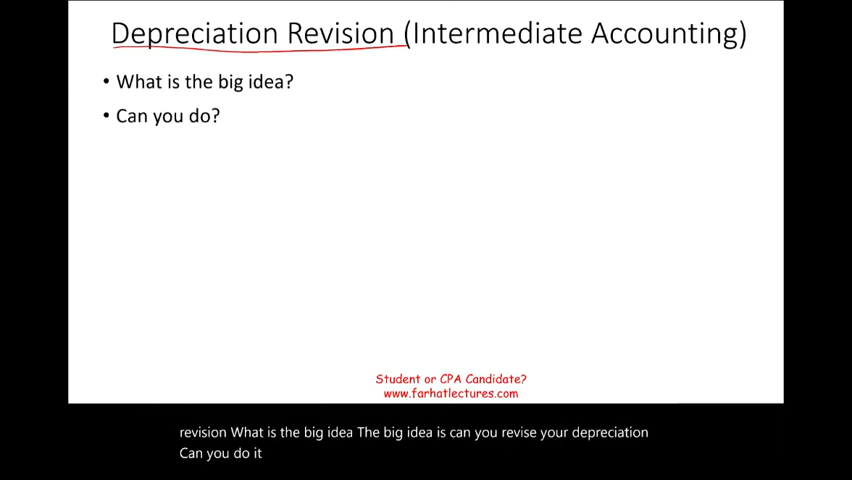 Depreciation Revision (Intermediate Accounting)
• What is the big idea?
• Can you do?
Student or CPA Candidate?
www.farhatlectures.com
revision What is the big idea The big idea is can you revise your depreciation
Can you do it